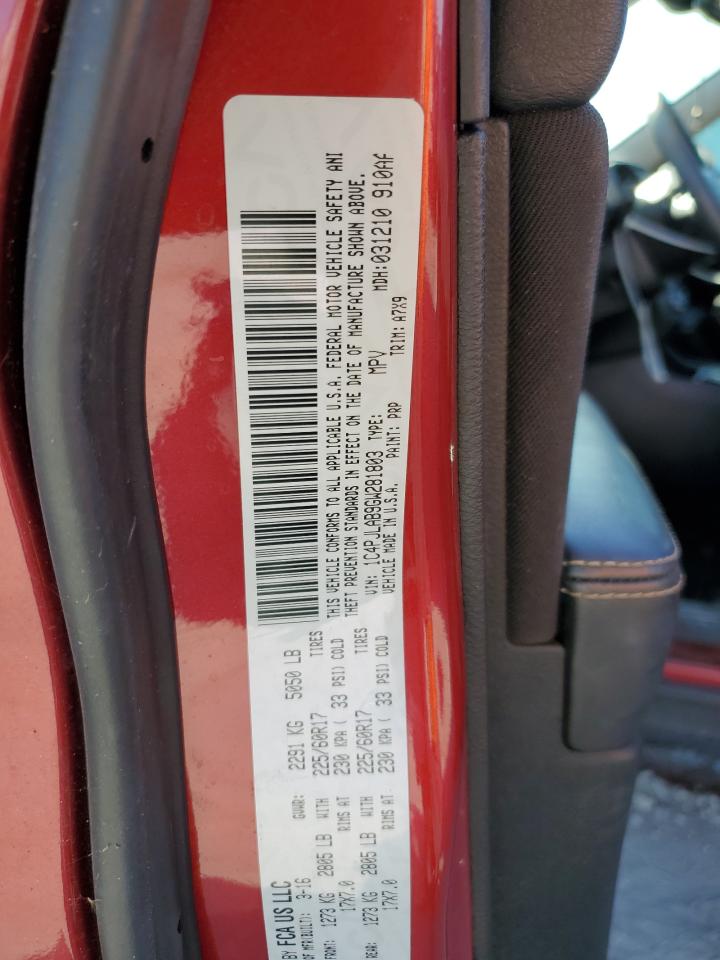 BY FCA US LLC
OF MFR(BUILT): 3-16 GVWR: 2291 KG 5050 LB
FRONT: 1273 KG 2805 LB WITH 225/60R17 TIRES
17X7.0 RIMS AT 230 KPA ( 33 PSI) COLD
REAR: 1273 KG 2805 LB WITH 225/60R17 TIRES
17X7.0 RIMS AT 230 KPA ( 33 PSI) COLD
THIS VEHICLE CONFORMS TO ALL APPLICABLE U.S.A. FEDERAL MOTOR VEHICLE SAFETY AND
THEFT PREVENTION STANDARDS IN EFFECT ON THE DATE OF MANUFACTURE SHOWN ABOVE.
VIN: 1C4PJLAB9GW281803 TYPE: MPV MDH: 031210 910AF
VEHICLE MADE IN U.S.A. PAINT: PRP TRIM: A7X9